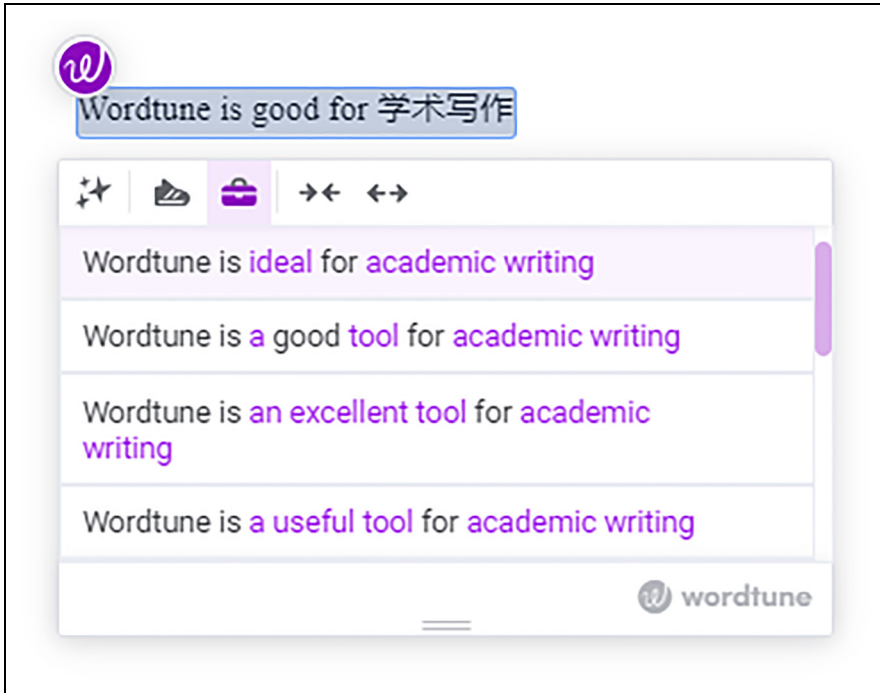 Wordtune is good for 学术写作
Wordtune is ideal for academic writing
Wordtune is a good tool for academic writing
Wordtune is an excellent tool for academic
writing
Wordtune is a useful tool for academic writing
wordtune